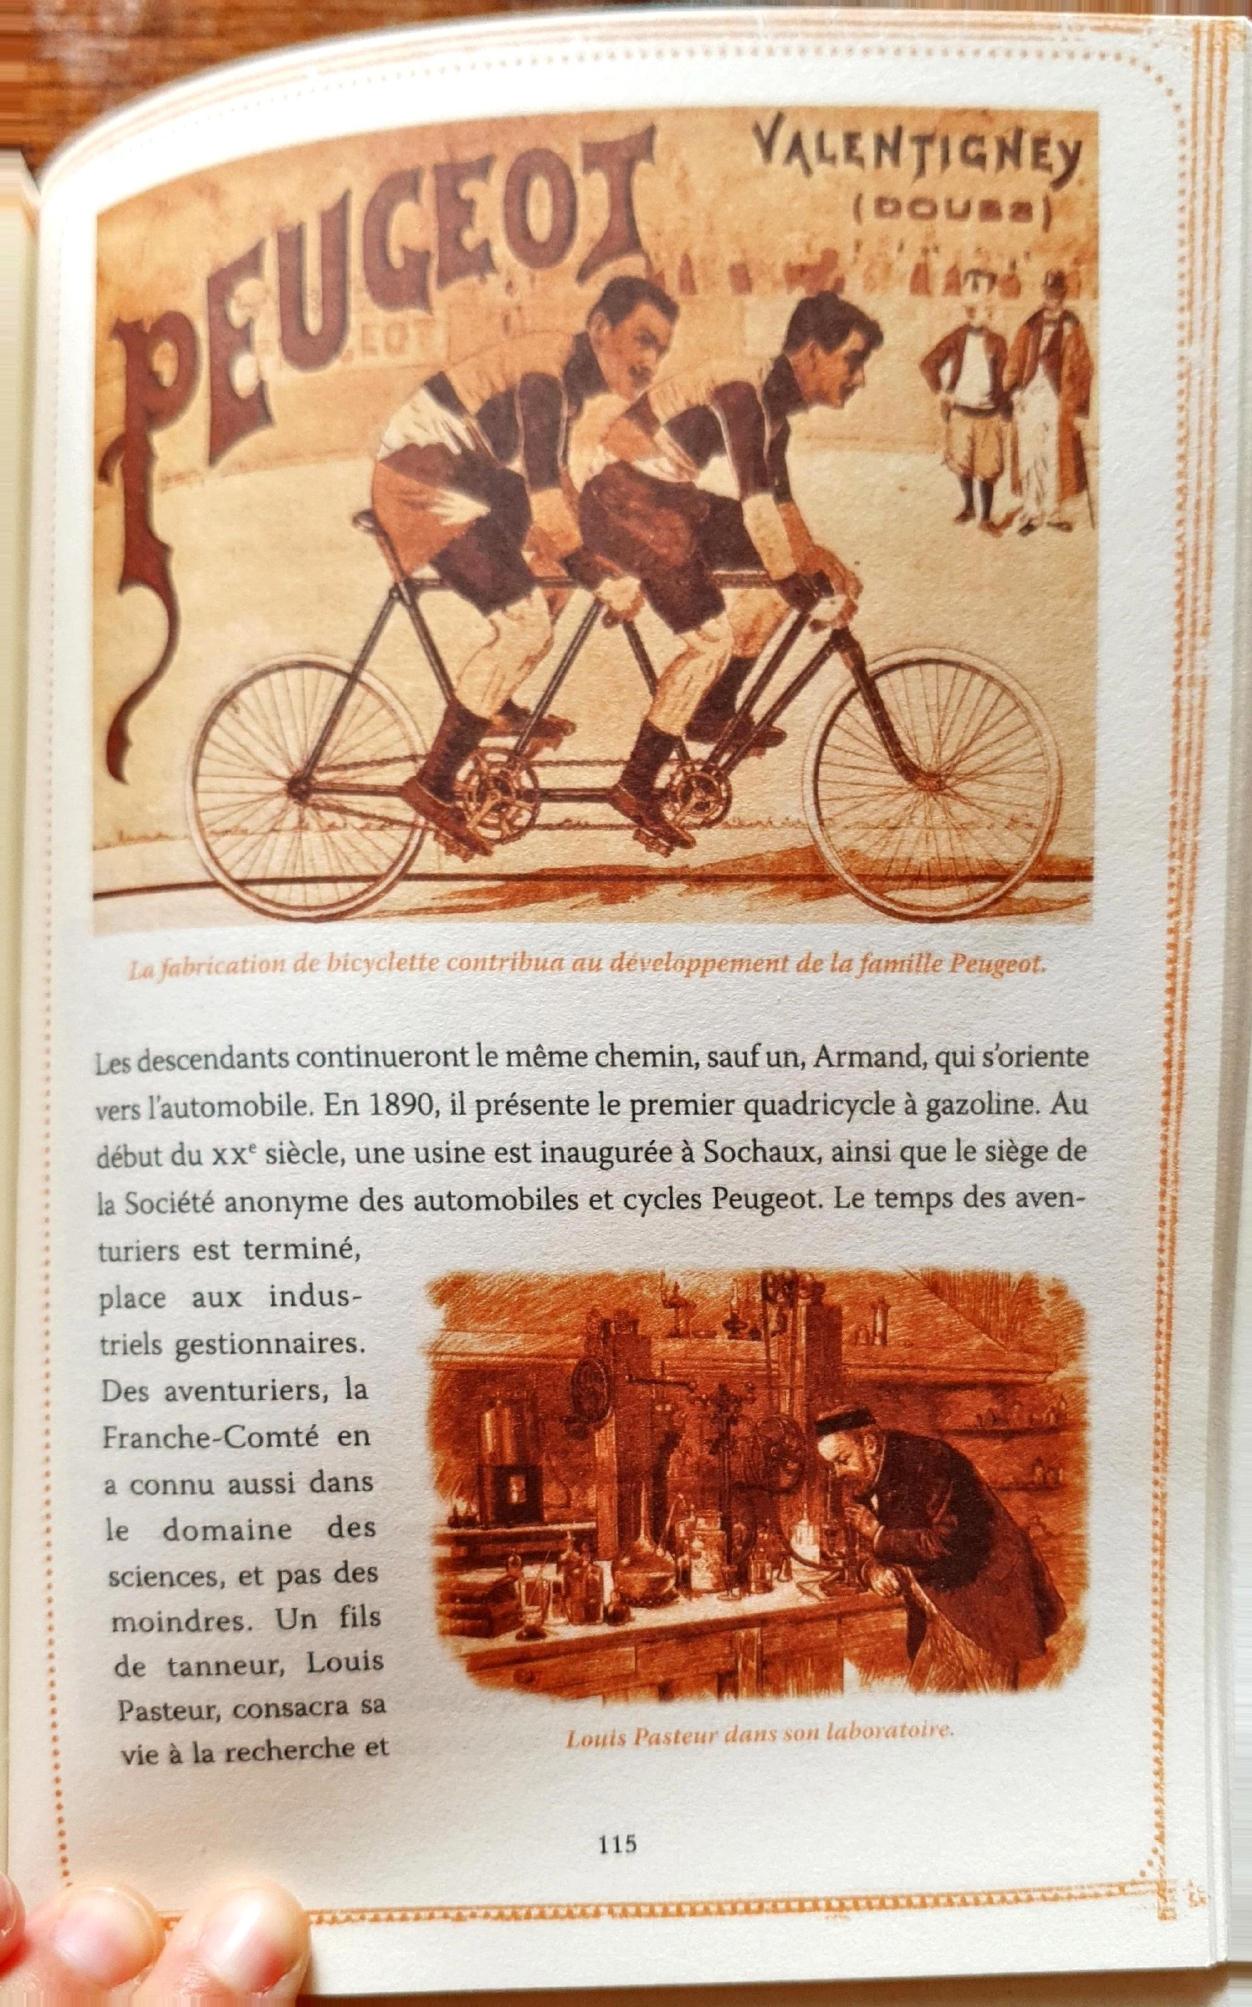 PEUGEOT
VALENTIGNEY
(DOUBS)
La fabrication de bicyclette contribua au développement de la famille Peugeot.
Les descendants continueront le même chemin, sauf un, Armand, qui s'oriente
vers l'automobile. En 1890, il présente le premier quadricycle à gazoline. Au
début du XXe siècle, une usine est inaugurée à Sochaux, ainsi que le siège de
la Société anonyme des automobiles et cycles Peugeot. Le temps des aven-
turiers est terminé,
place aux indus-
triels gestionnaires.
Des aventuriers, la
Franche-Comté en
a connu aussi dans
le domaine des
sciences, et pas des
moindres. Un fils
de tanneur, Louis
Pasteur, consacra sa
vie à la recherche et
Louis Pasteur dans son laboratoire.
115